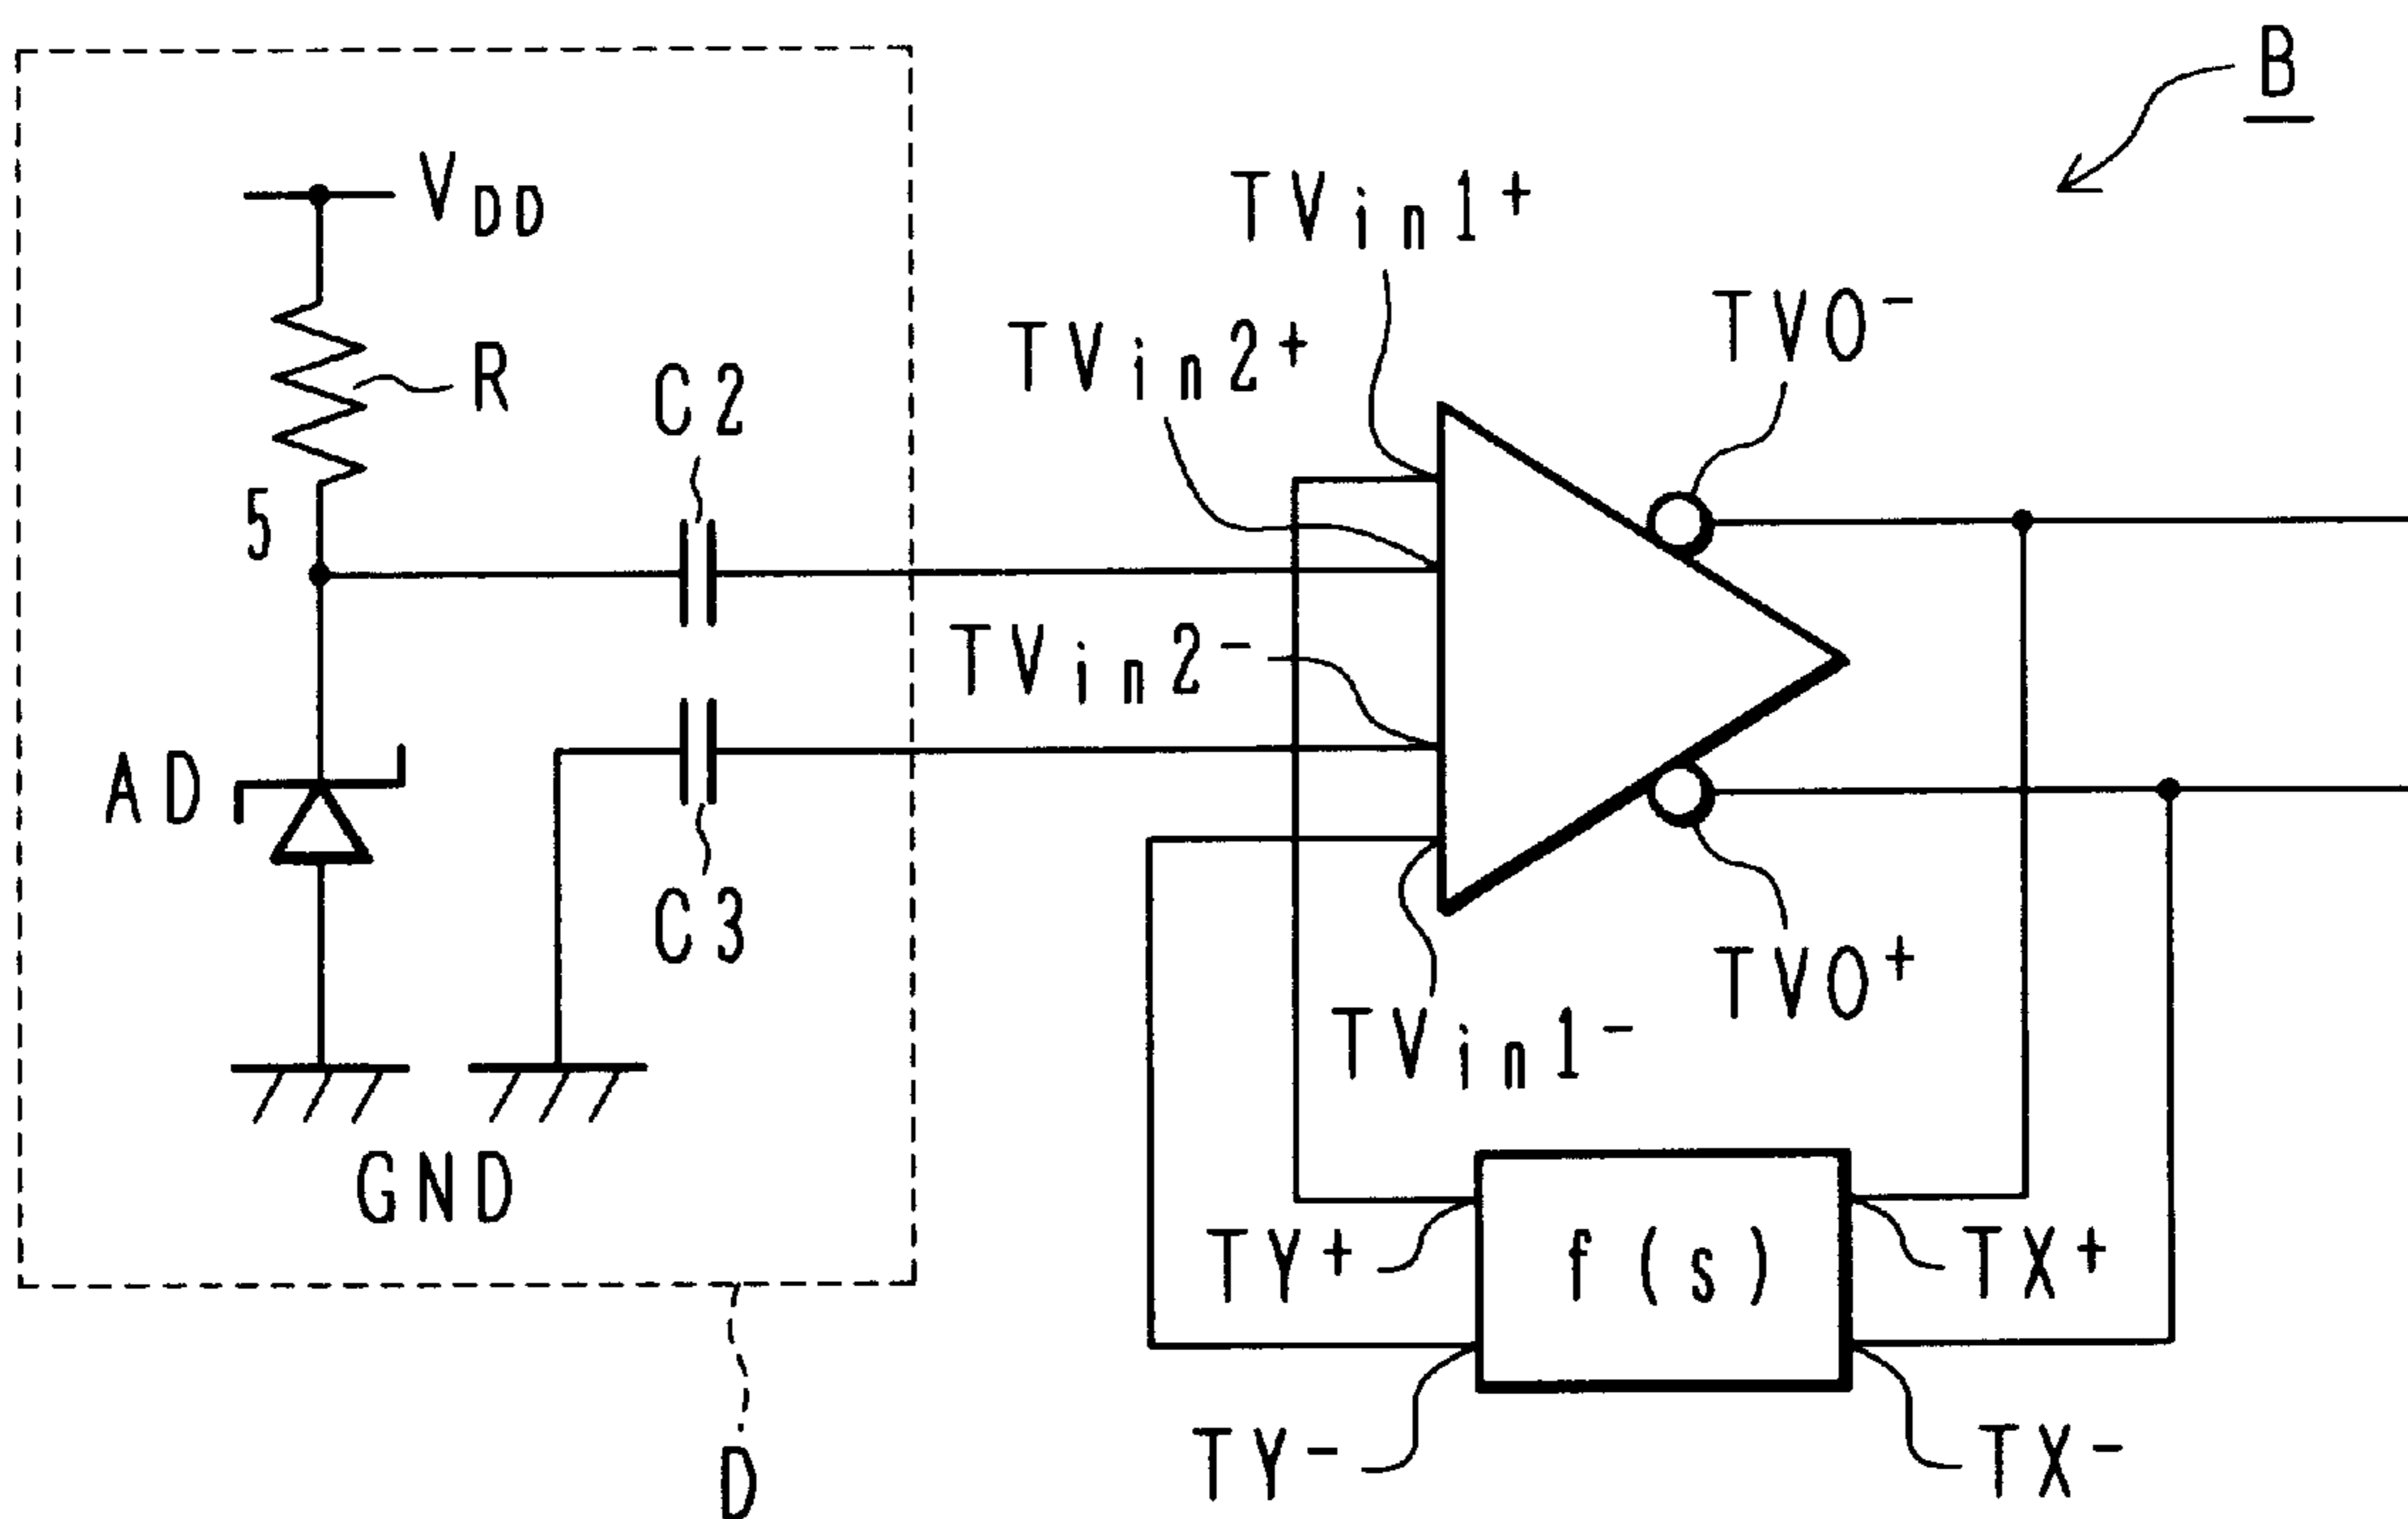 B
VDD
TVin1+
TVO-
TVin2+
R
C2
5
TVin2-
AD
C3
TVO+
TVin1-
GND
TY+
f(s)
TX+
TY-
TX-
D